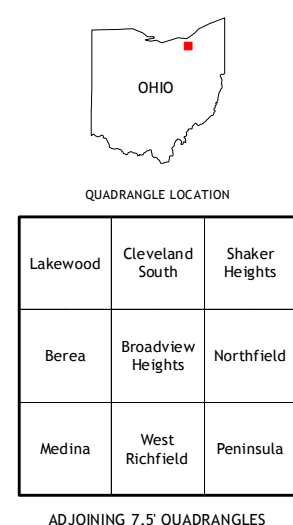 OHIO
QUADRANGLE LOCATION
Lakewood
Cleveland
South
Shaker
Heights
Berea
Broadview
Heights
Northfield
Medina
West
Richfield
Peninsula
ADJOINING 7.5' QUADRANGLES